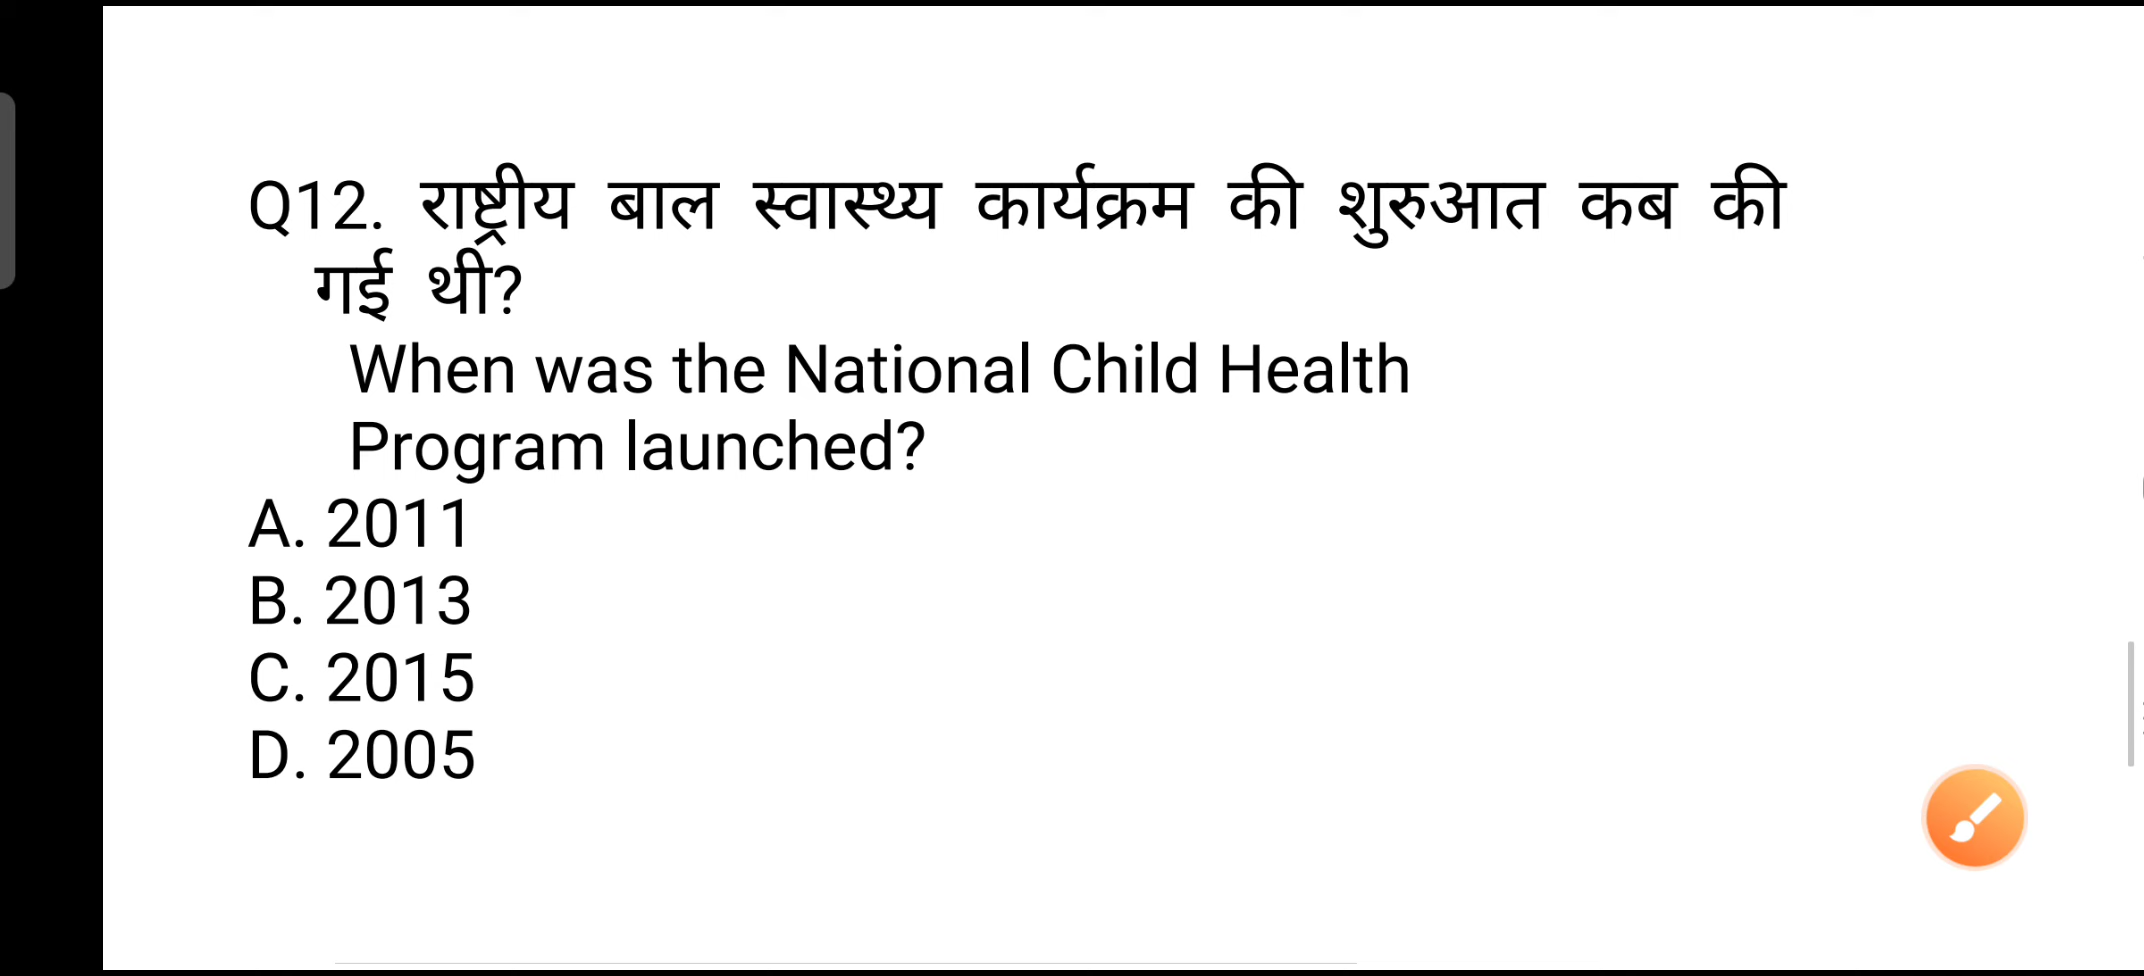 Q12. राष्ट्रीय बाल स्वास्थ्य कार्यक्रम की शुरुआत कब की
गई थी?
When was the National Child Health
Program launched?
A. 2011
B. 2013
C. 2015
D. 2005